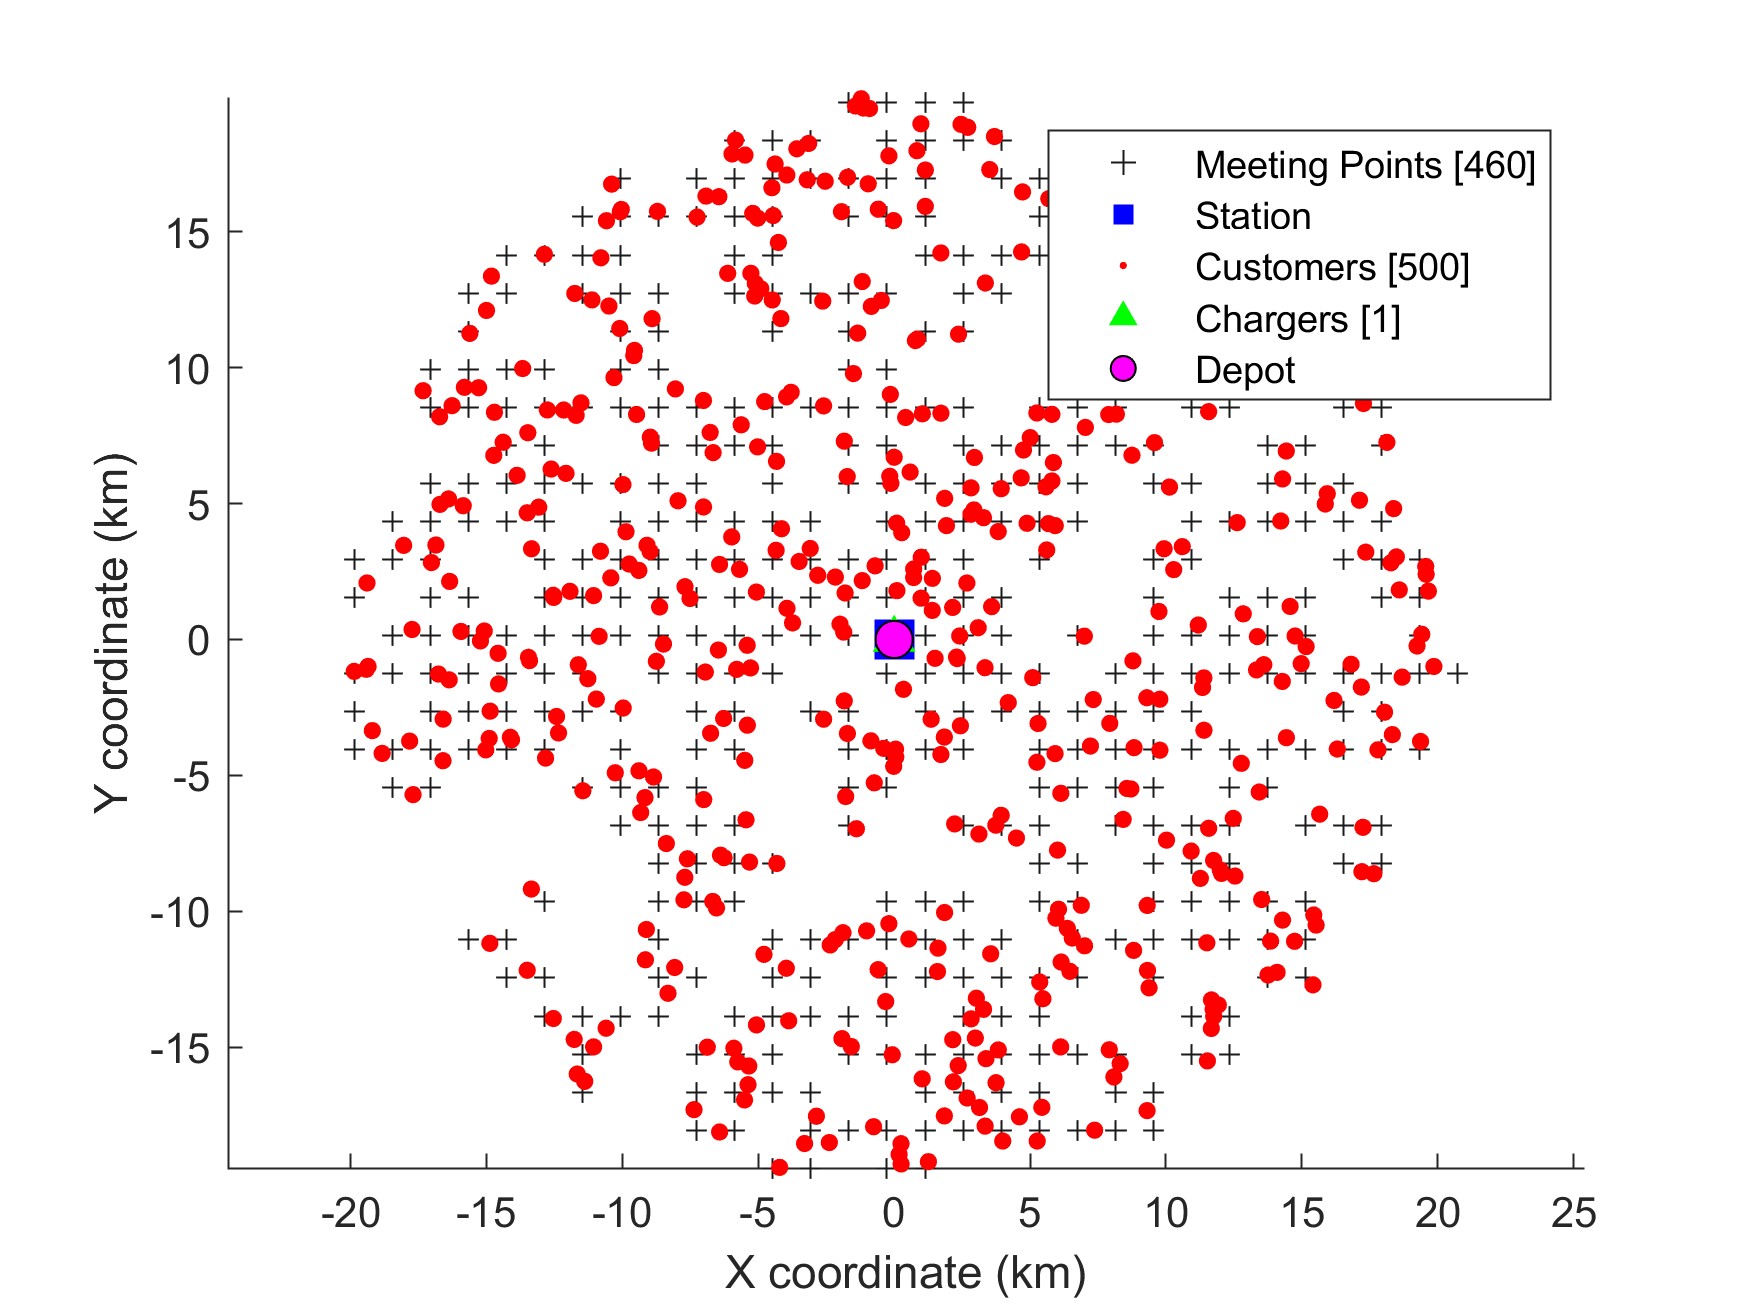 Meeting Points [460]
Station
Customers [500]
Chargers [1]
Depot
15
10
5
0
-5
-10
-15
Y coordinate (km)
-20 -15 -10 -5 0 5 10 15 20 25
X coordinate (km)